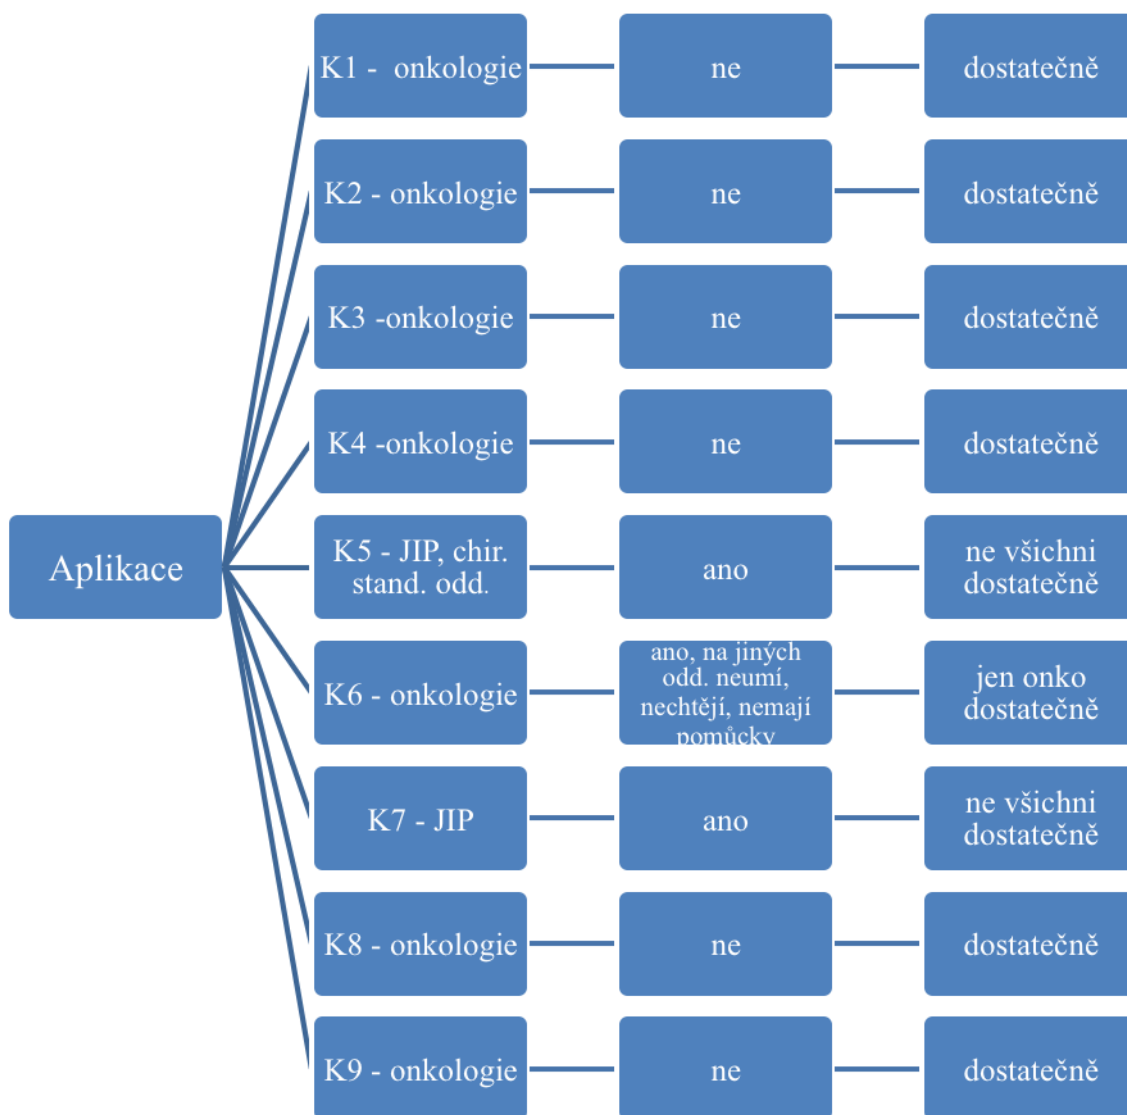 K1 -  onkologie
ne
dostatečně
K2 - onkologie
ne
dostatečně
K3 -onkologie
ne
dostatečně
K4 -onkologie
ne
dostatečně
Aplikace
K5 - JIP, chir.
stand. odd.
ano
ne všichni
dostatečně
K6 - onkologie
ano, na jiných
odd. neumí,
nechtějí, nemají
pomůcky
jen onko
dostatečně
K7 - JIP
ano
ne všichni
dostatečně
K8 - onkologie
ne
dostatečně
K9 - onkologie
ne
dostatečně